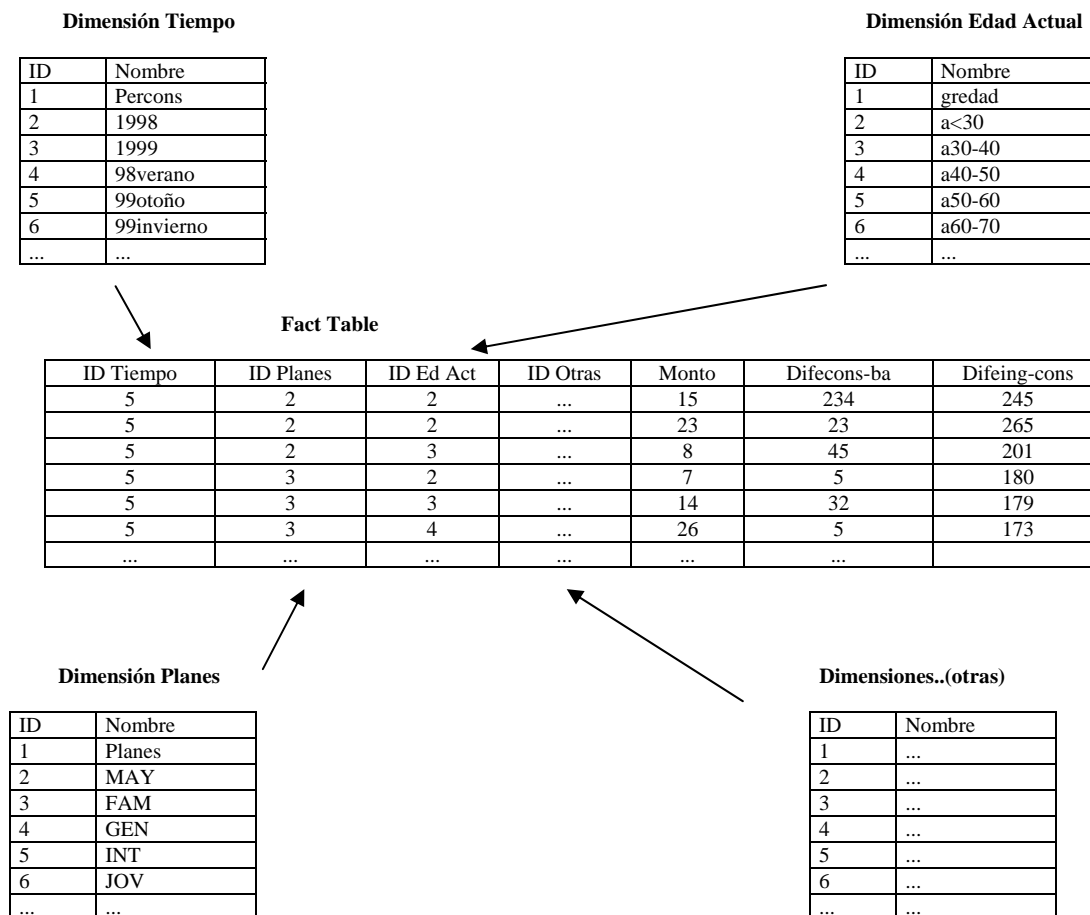 Dimensión Tiempo
ID Nombre
1 Percons
2 1998
3 1999
4 98verano
5 99otoño
6 99invierno
... ...
Dimensión Edad Actual
ID Nombre
1 gredad
2 a<30
3 a30-40
4 a40-50
5 a50-60
6 a60-70
... ...
Fact Table
ID Tiempo ID Planes ID Ed Act ID Otras Monto Difecons-ba Difeing-cons
5 2 2 ... 15 234 245
5 2 2 ... 23 23 265
5 2 3 ... 8 45 201
5 3 2 ... 7 5 180
5 3 3 ... 14 32 179
5 3 4 ... 26 5 173
... ... ... ... ... ...
Dimensión Planes
ID Nombre
1 Planes
2 MAY
3 FAM
4 GEN
5 INT
6 JOV
... ...
Dimensiones..(otras)
ID Nombre
1 ...
2 ...
3 ...
4 ...
5 ...
6 ...
... ...